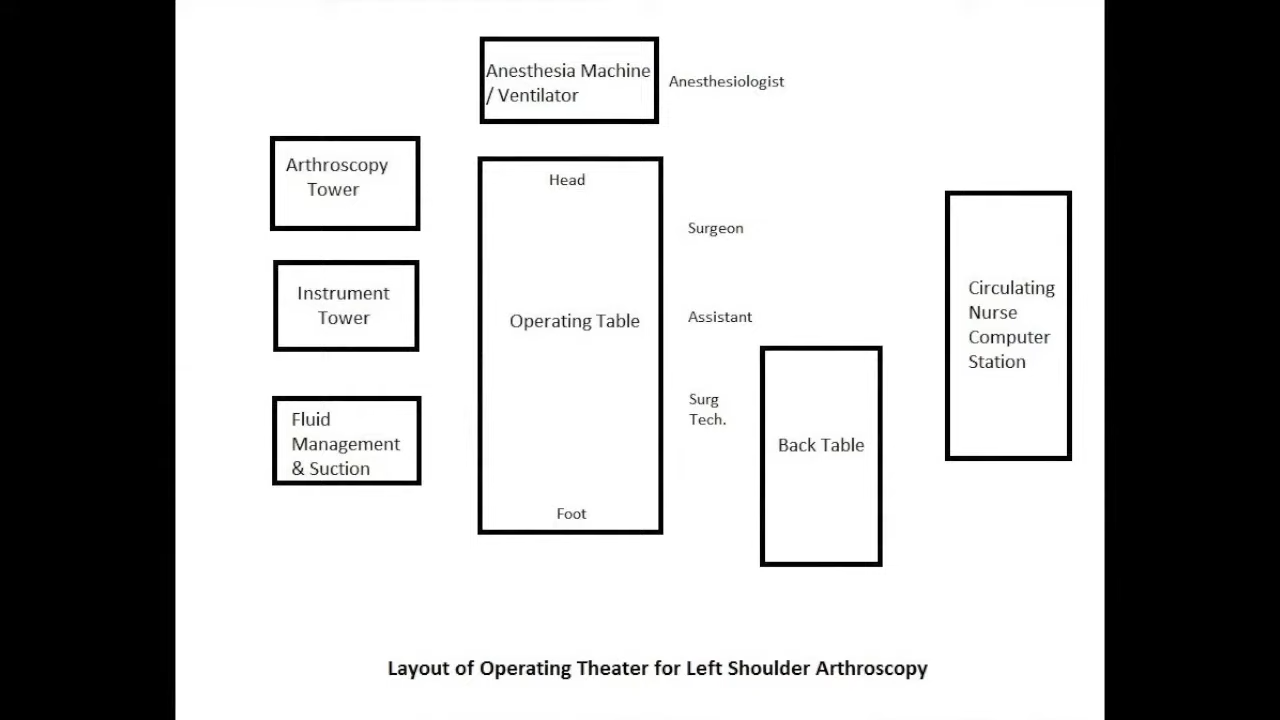 Anesthesia Machine
/ Ventilator
Anesthesiologist
Arthroscopy
Tower
Head
Surgeon
Instrument
Tower
Operating Table
Assistant
Circulating
Nurse
Computer
Station
Fluid
Management
& Suction
Surg
Tech.
Back Table
Foot
Layout of Operating Theater for Left Shoulder Arthroscopy